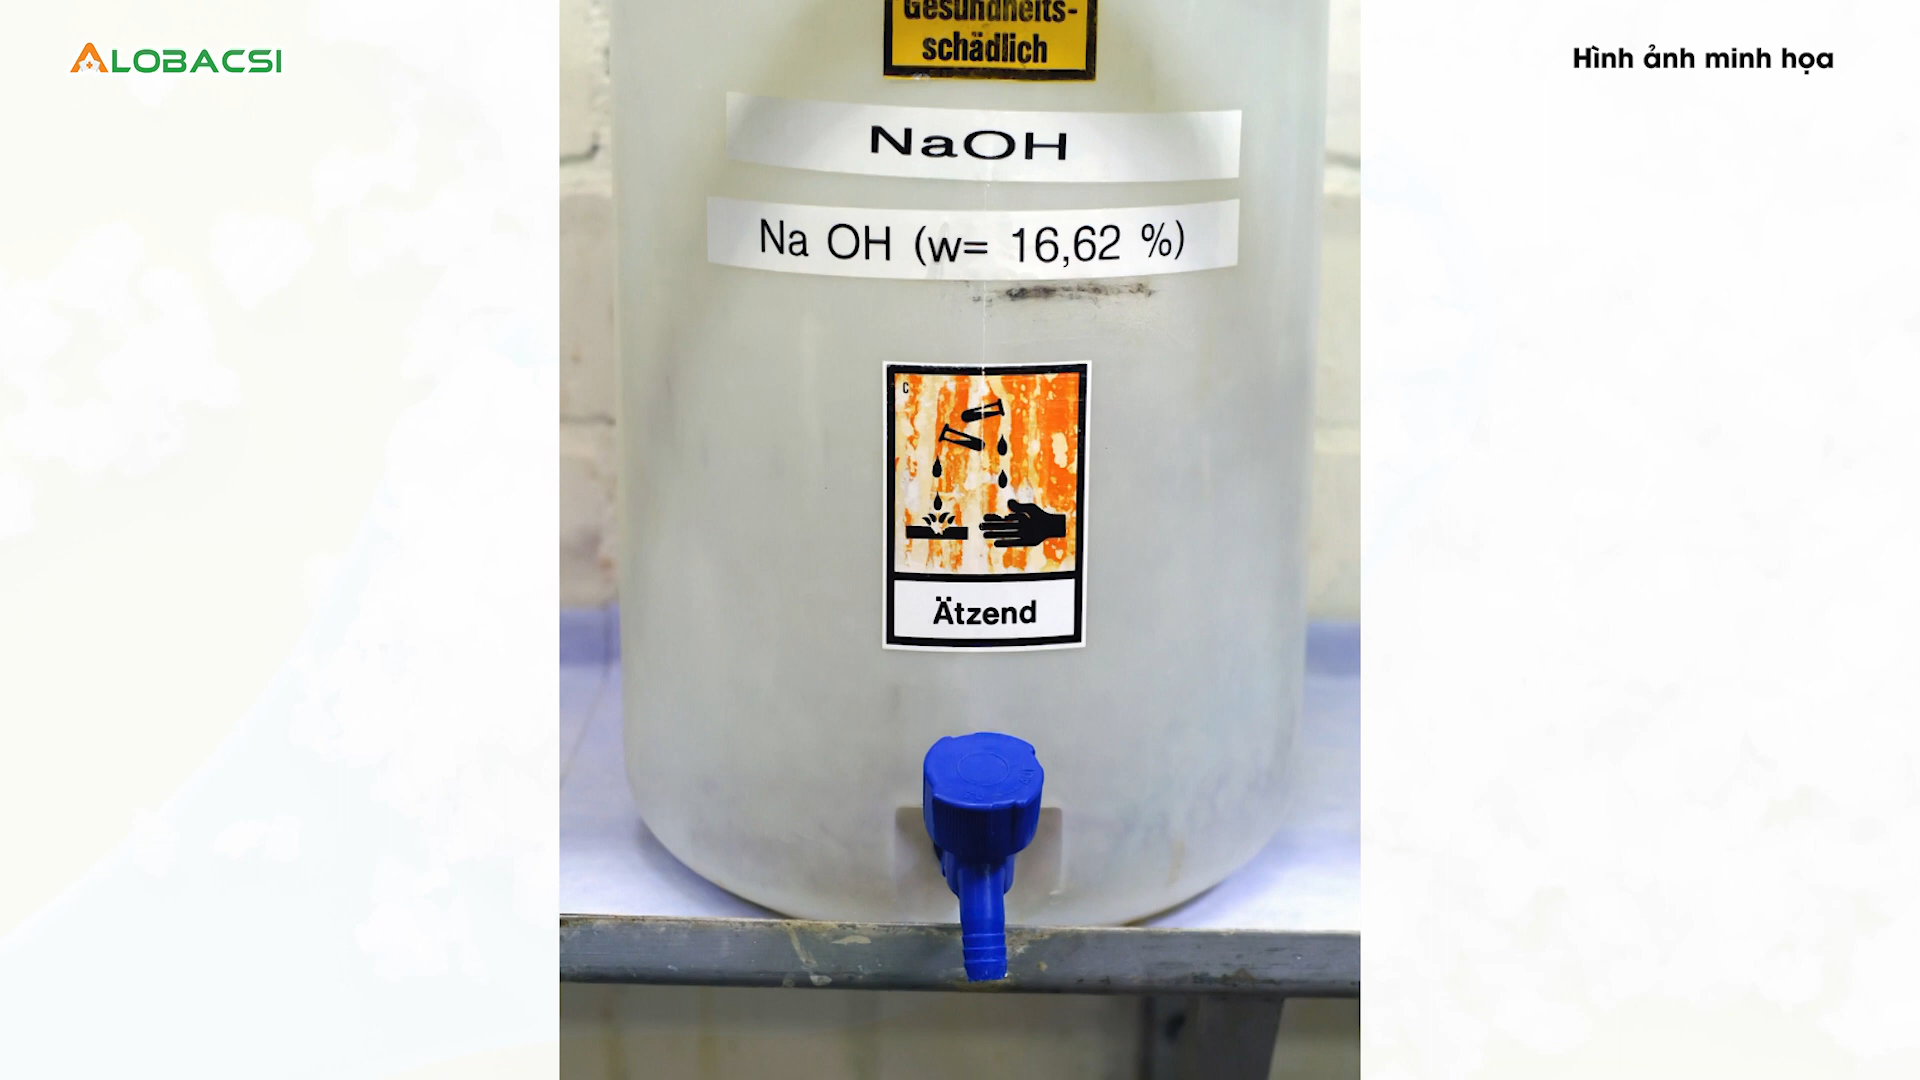 ALOBACSI
Hình ảnh minh họa
Gesundheits-
schädlich
NaOH
Na OH (w= 16,62 %)
C
Ätzend